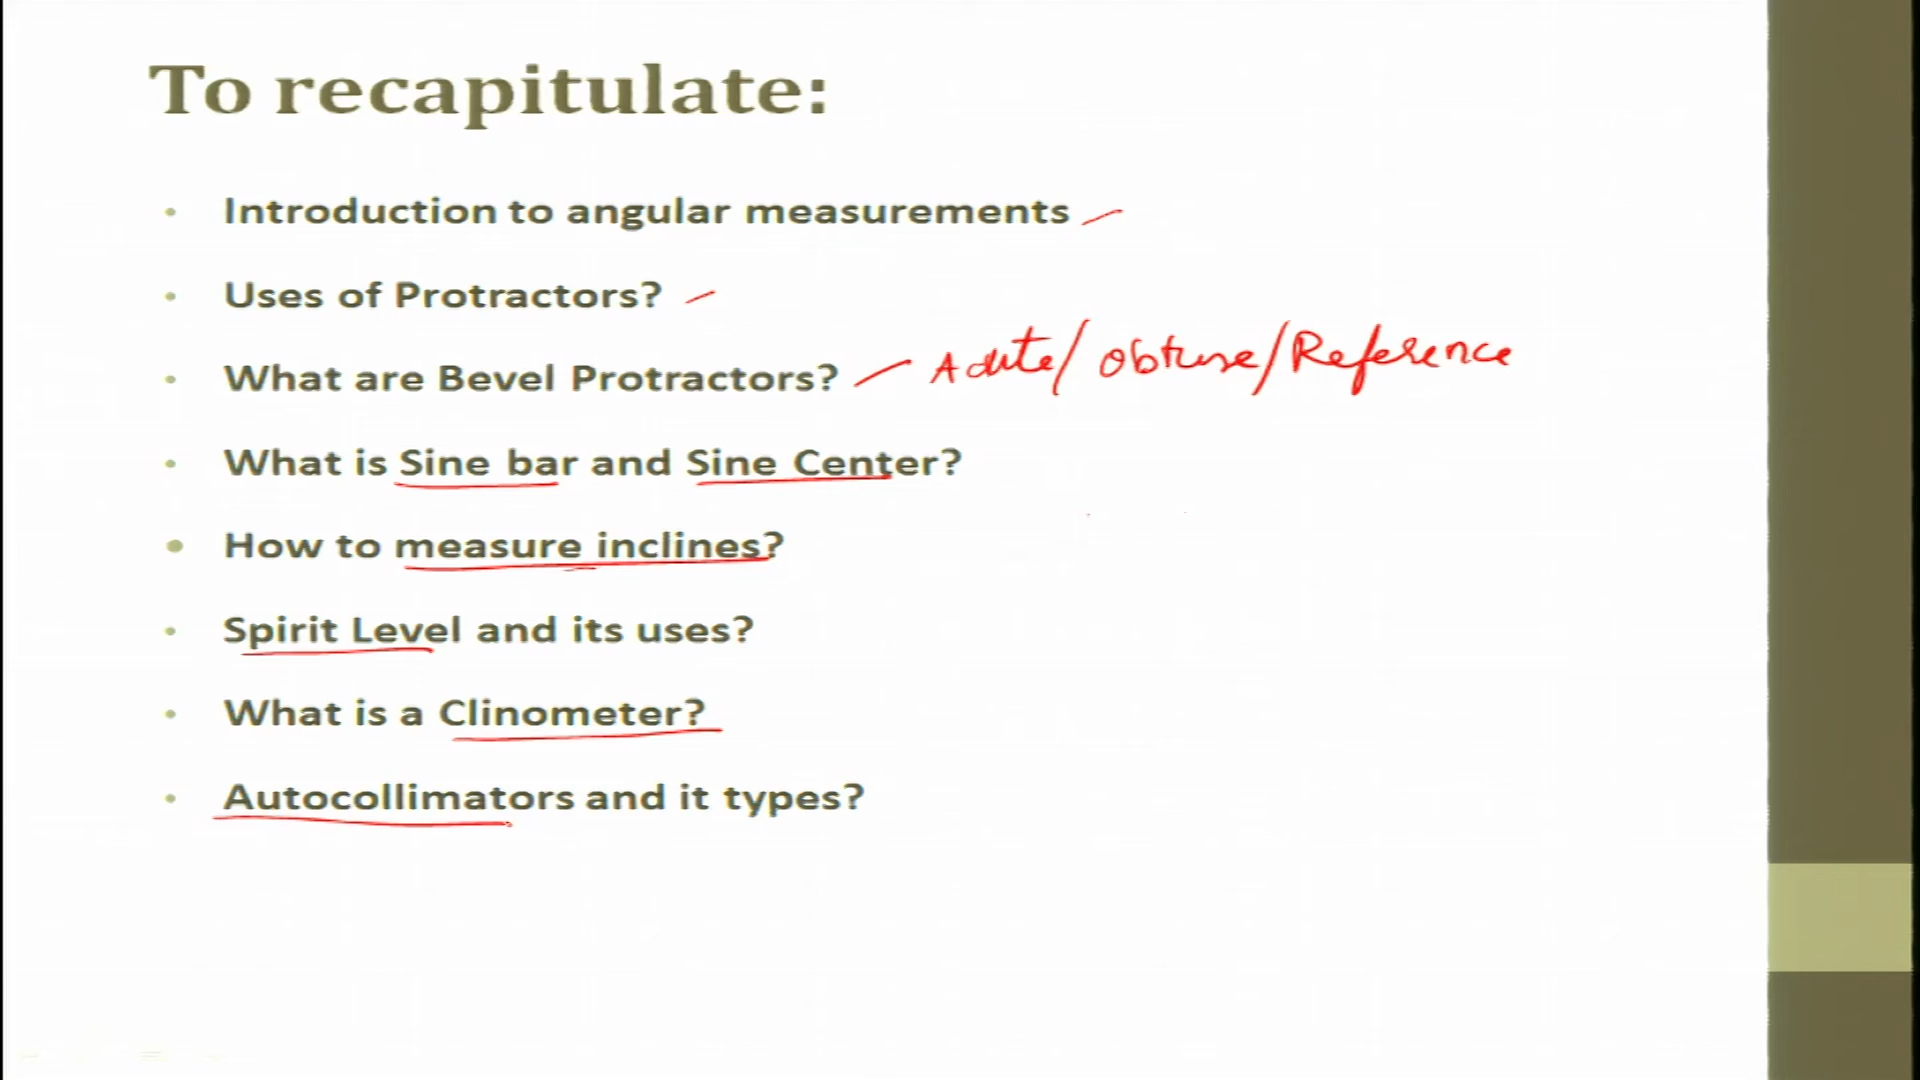 To recapitulate:
• Introduction to angular measurements
• Uses of Protractors?
• What are Bevel Protractors? Acute/Obtuse/Reference
• What is Sine bar and Sine Center?
• How to measure inclines?
• Spirit Level and its uses?
• What is a Clinometer?
• Autocollimators and it types?